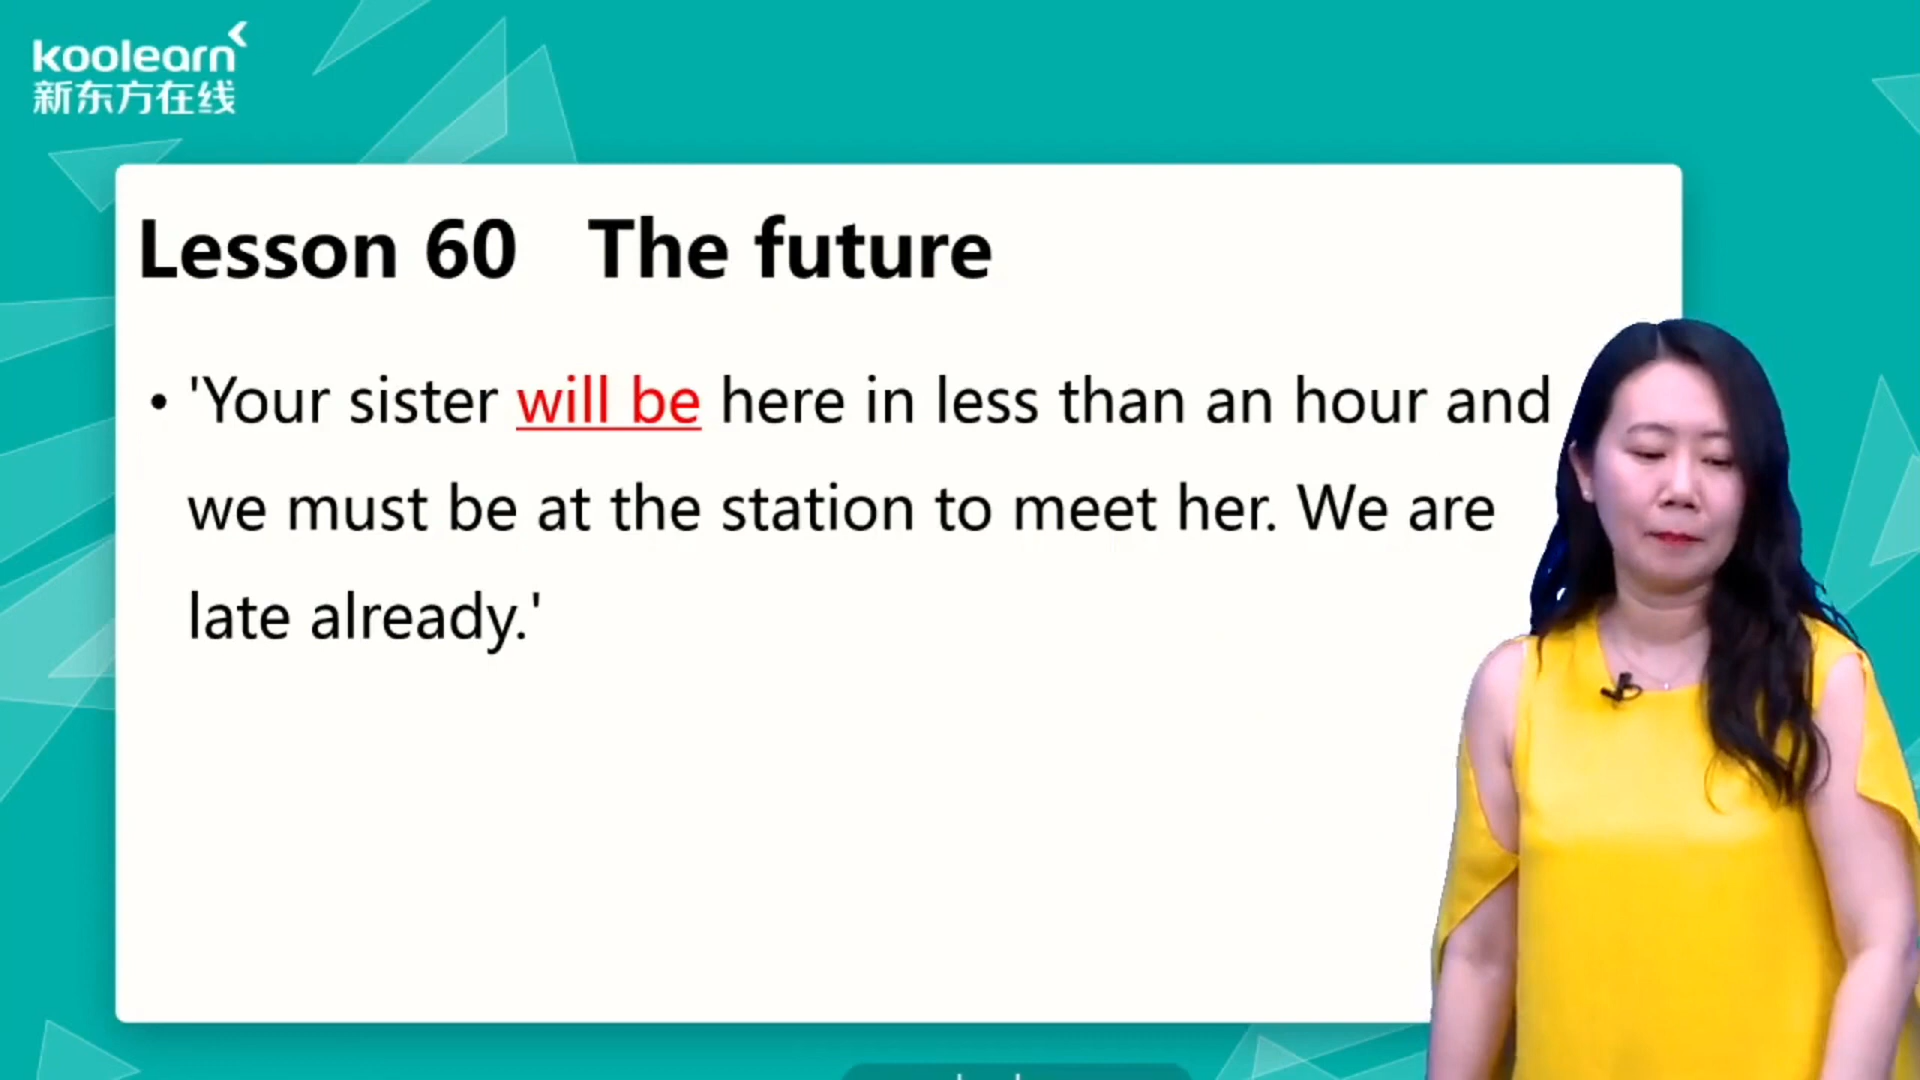 koolearn
新东方在线
Lesson 60 The future
• 'Your sister will be here in less than an hour and
we must be at the station to meet her. We are
late already.'